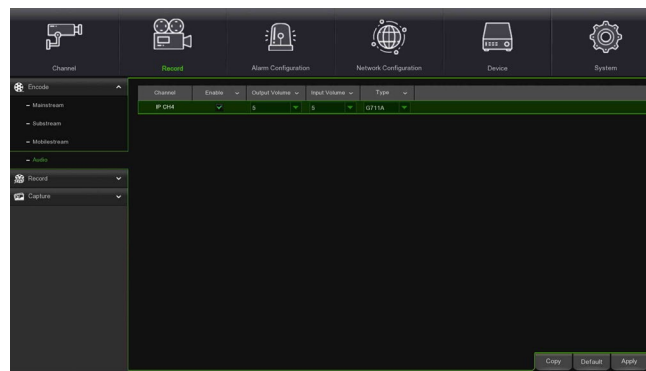 Channel Record Alarm Configuration Network Configuration Device System
Encode
Mainstream
Substream
Mobilestream
Audio
Record
Capture
Channel Enable Output Volume Input Volume Type
IP CH4 5 5 G711A
Copy Default Apply